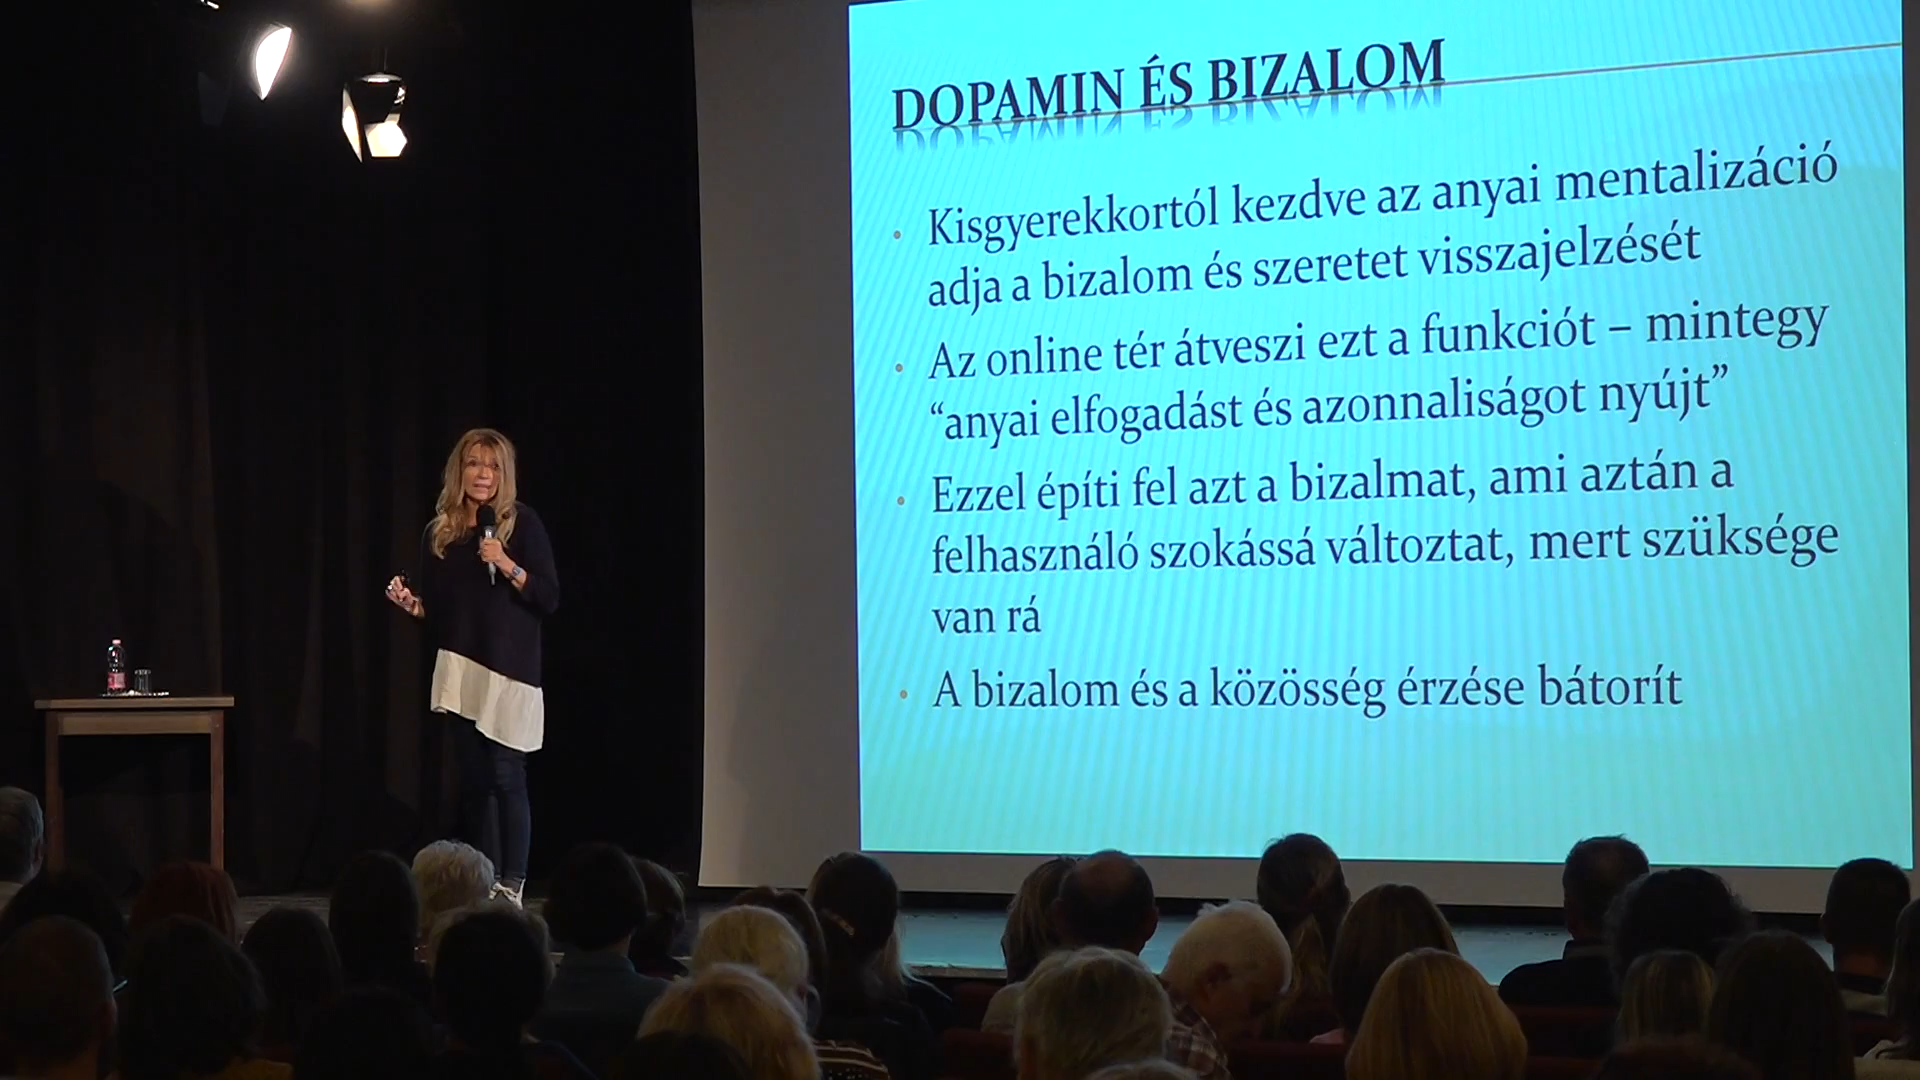 DOPAMIN ÉS BIZALOM
• Kisgyerekkortól kezdve az anyai mentalizáció
adja a bizalom és szeretet visszajelzését
• Az online tér átveszi ezt a funkciót – mintegy
“anyai elfogadást és azonnaliságot nyújt”
• Ezzel építi fel azt a bizalmat, ami aztán a
felhasználó szokássá változtat, mert szüksége
van rá
• A bizalom és a közösség érzése bátorít